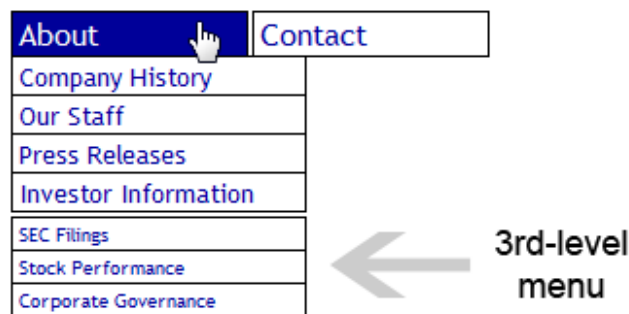 About
Contact
Company History
Our Staff
Press Releases
Investor Information
SEC Filings
Stock Performance
Corporate Governance
3rd-level
menu